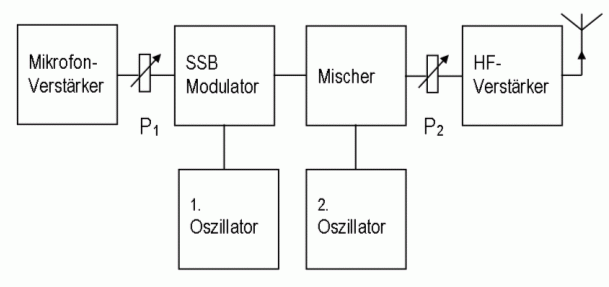 Mikrofon-
Verstärker
P1
SSB
Modulator
Mischer
P2
HF-
Verstärker
1.
Oszillator
2.
Oszillator